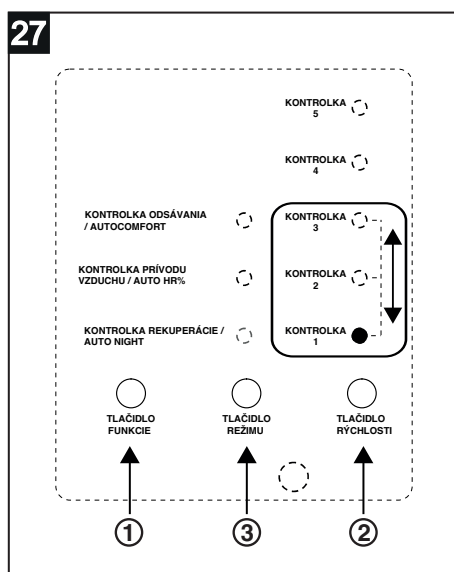 27
KONTROLKA
5
KONTROLKA
4
KONTROLKA ODSÁVANIA
/ AUTOCOMFORT
KONTROLKA
3
KONTROLKA PRÍVODU
VZDUCHU / AUTO HR%
KONTROLKA
2
KONTROLKA REKUPERÁCIE /
AUTO NIGHT
KONTROLKA
1
TLAČIDLO
FUNKCIE
TLAČIDLO
REŽIMU
TLAČIDLO
RÝCHLOSTI
1
3
2